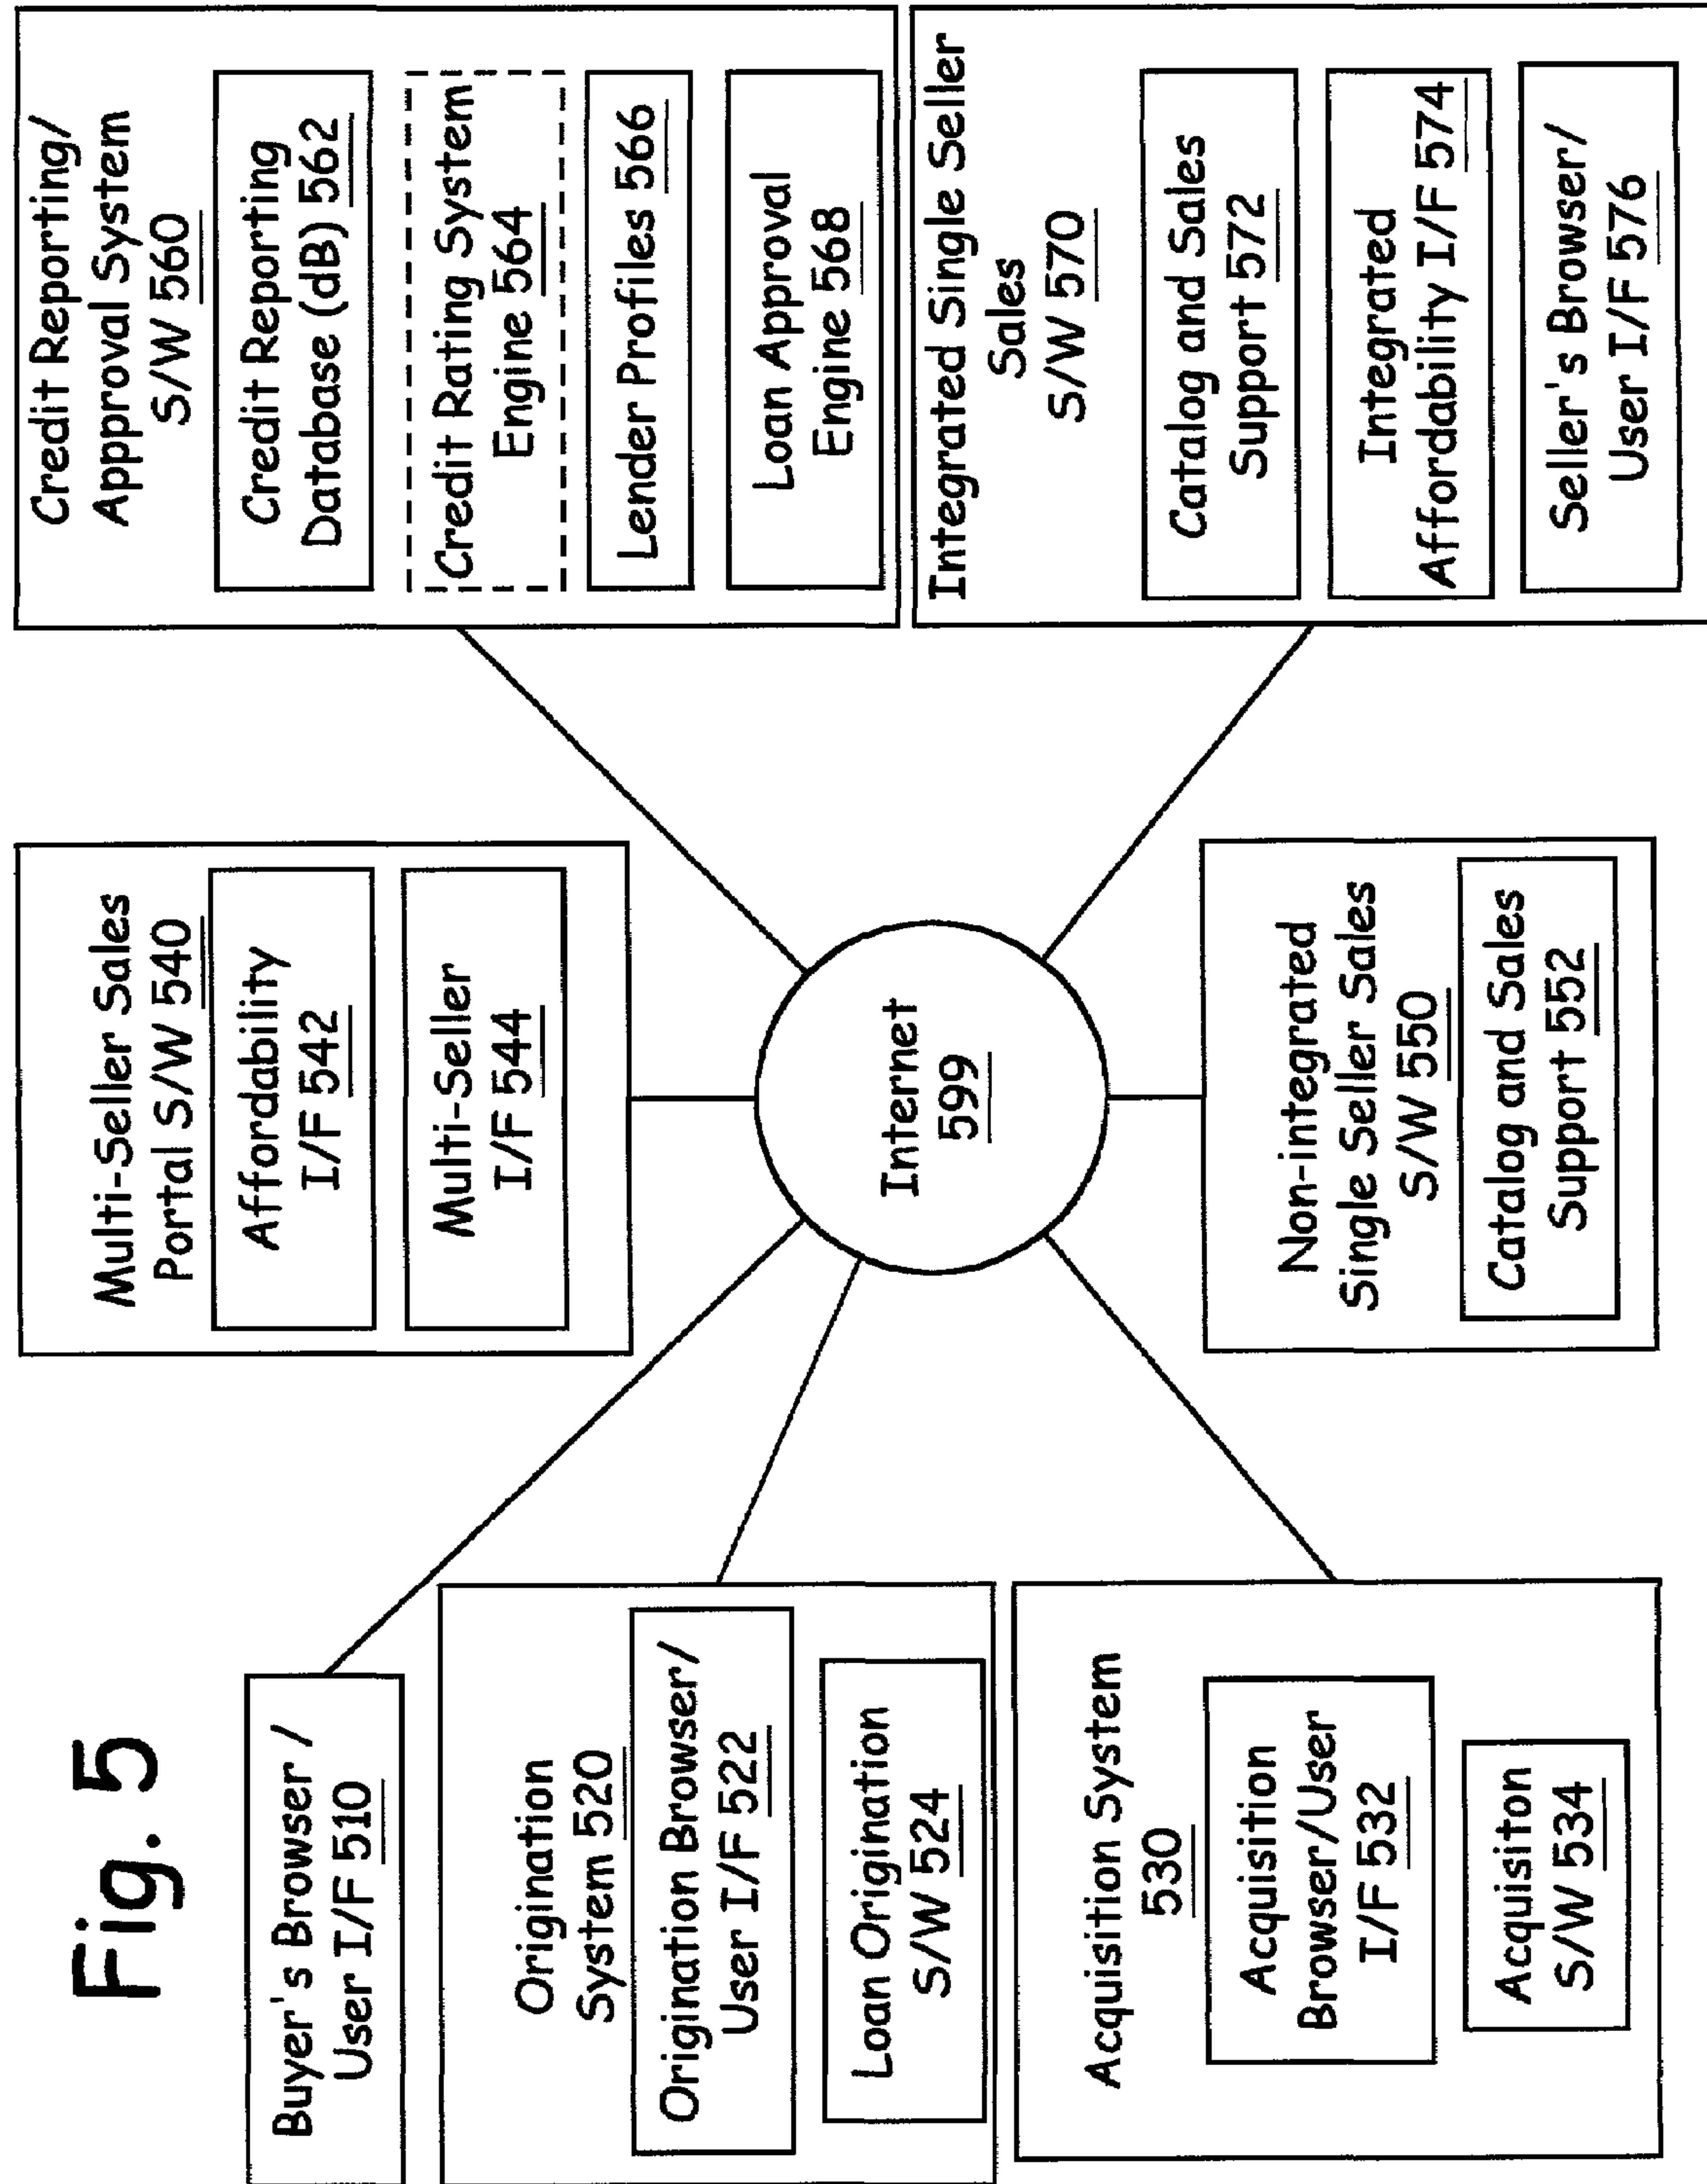 Fig. 5
Buyer's Browser /
User I/F 510
Origination
System 520
Origination Browser/
User I/F 522
Loan Origination
S/W 524
Acquisition System
530
Acquisition
Browser/User
I/F 532
Acquisiton
S/W 534
Multi-Seller Sales
Portal S/W 540
Affordability
I/F 542
Multi-Seller
I/F 544
Internet
599
Non-integrated
Single Seller Sales
S/W 550
Catalog and Sales
Support 552
Credit Reporting/
Approval System
S/W 560
Credit Reporting
Database (dB) 562
Credit Rating System
Engine 564
Lender Profiles 566
Loan Approval
Engine 568
Integrated Single Seller
Sales
S/W 570
Catalog and Sales
Support 572
Integrated
Affordability I/F 574
Seller's Browser/
User I/F 576